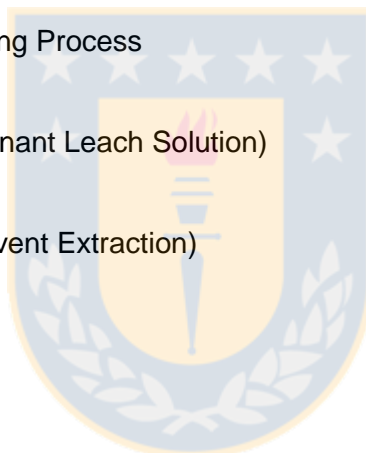 ng Process
nant Leach Solution)
vent Extraction)